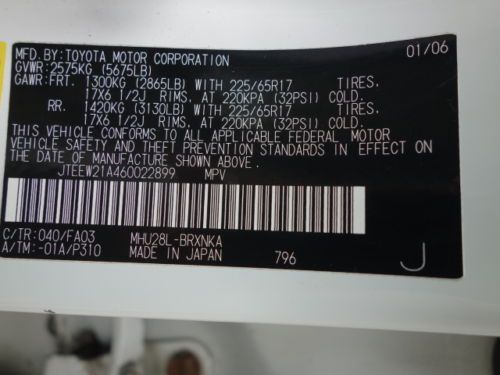 MFD.BY:TOYOTA MOTOR CORPORATION 01/06
GVWR:2575KG (5675LB)
GAWR:FRT. 1300KG (2865LB) WITH 225/65R17 TIRES.
17X6 1/2J RIMS, AT 220KPA (32PSI) COLD.
RR. 1420KG (3130LB) WITH 225/65R17 TIRES.
17X6 1/2J RIMS, AT 220KPA (32PSI) COLD.
THIS VEHICLE CONFORMS TO ALL APPLICABLE FEDERAL MOTOR
VEHICLE SAFETY AND THEFT PREVENTION STANDARDS IN EFFECT ON
THE DATE OF MANUFACTURE SHOWN ABOVE.
JTEEW21A460022899 MPV
C/TR:040/FA03 MHU28L-BRXNKA
A/TM:-01A/P310 MADE IN JAPAN 796 J